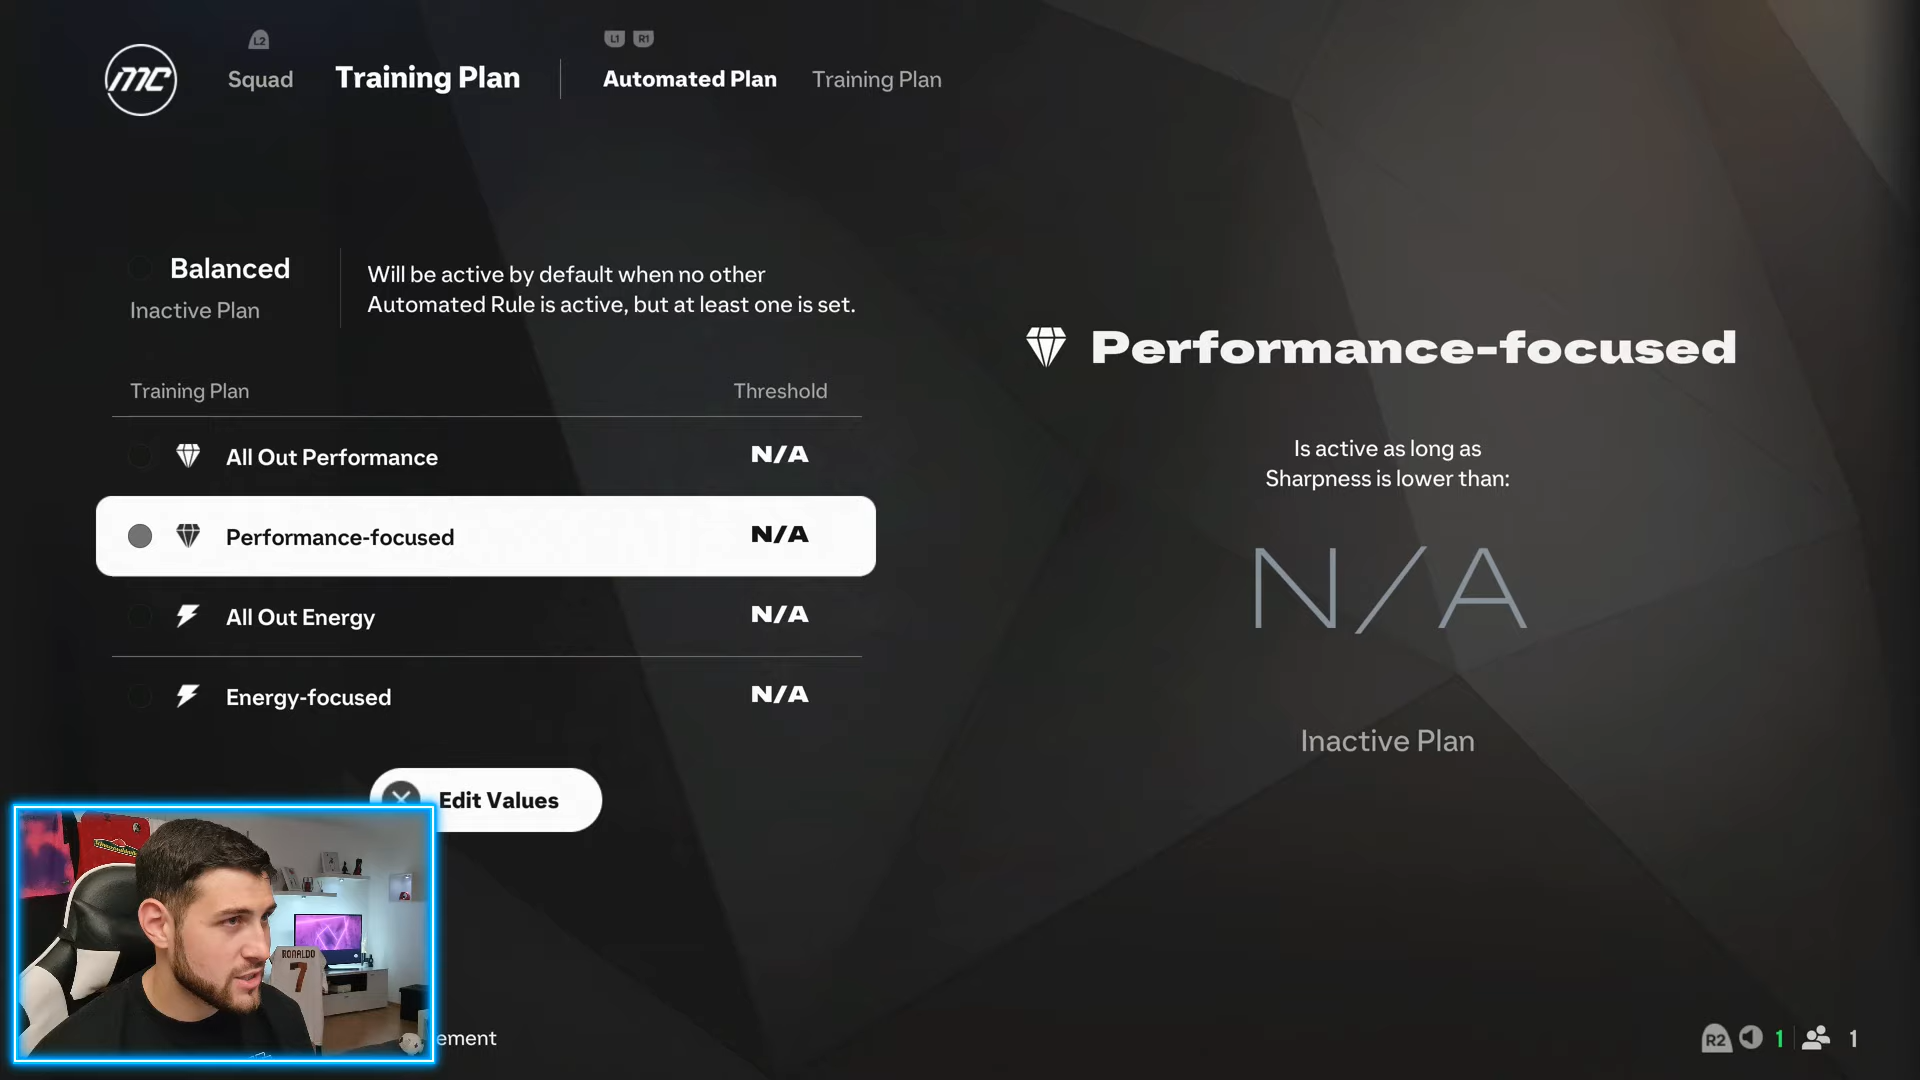 L2
L1 R1
MC
Squad
Training Plan
Automated Plan
Training Plan
Balanced
Inactive Plan
Will be active by default when no other
Automated Rule is active, but at least one is set.
Training Plan Threshold
All Out Performance N/A
Performance-focused N/A
All Out Energy N/A
Energy-focused N/A
Edit Values
Performance-focused
Is active as long as
Sharpness is lower than:
N/A
Inactive Plan
RONALDO
7
ement
R2 1 1